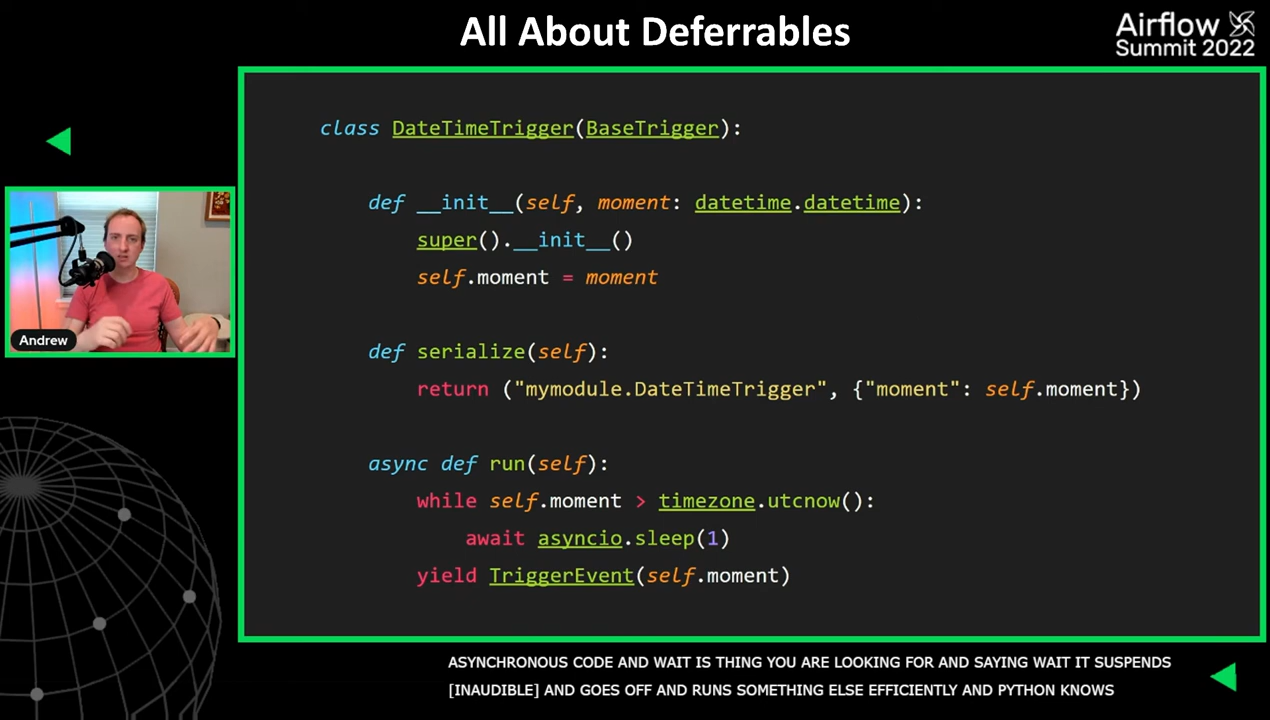 All About Deferrables
Airflow
Summit 2022
class DateTimeTrigger(BaseTrigger):
def __init__(self, moment: datetime.datetime):
super().__init__()
self.moment = moment
def serialize(self):
return ("mymodule.DateTimeTrigger", {"moment": self.moment})
async def run(self):
while self.moment > timezone.utcnow():
await asyncio.sleep(1)
yield TriggerEvent(self.moment)
Andrew
ASYNCHRONOUS CODE AND WAIT IS THING YOU ARE LOOKING FOR AND SAYING WAIT IT SUSPENDS
[INAUDIBLE] AND GOES OFF AND RUNS SOMETHING ELSE EFFICIENTLY AND PYTHON KNOWS